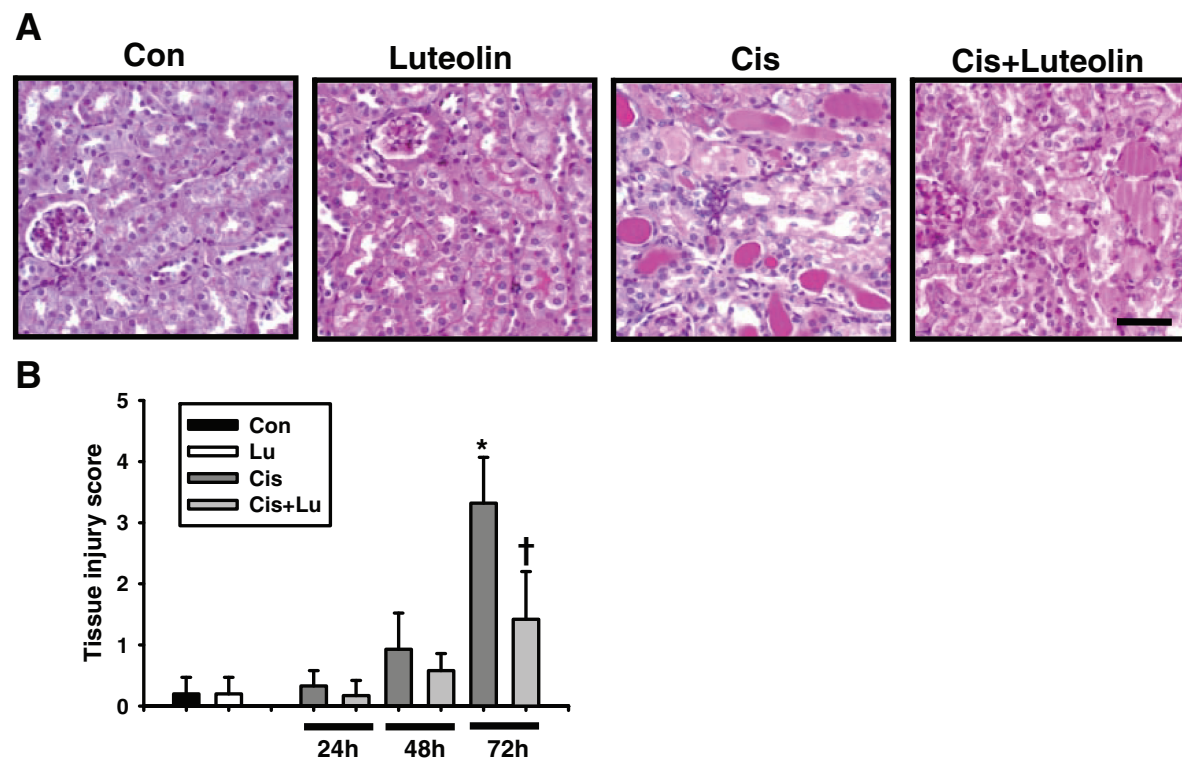 A
Con
Luteolin
Cis
Cis+Luteolin
B
Tissue injury score
5
4
3
2
1
0
Con
Lu
Cis
Cis+Lu
*
†
24h
48h
72h